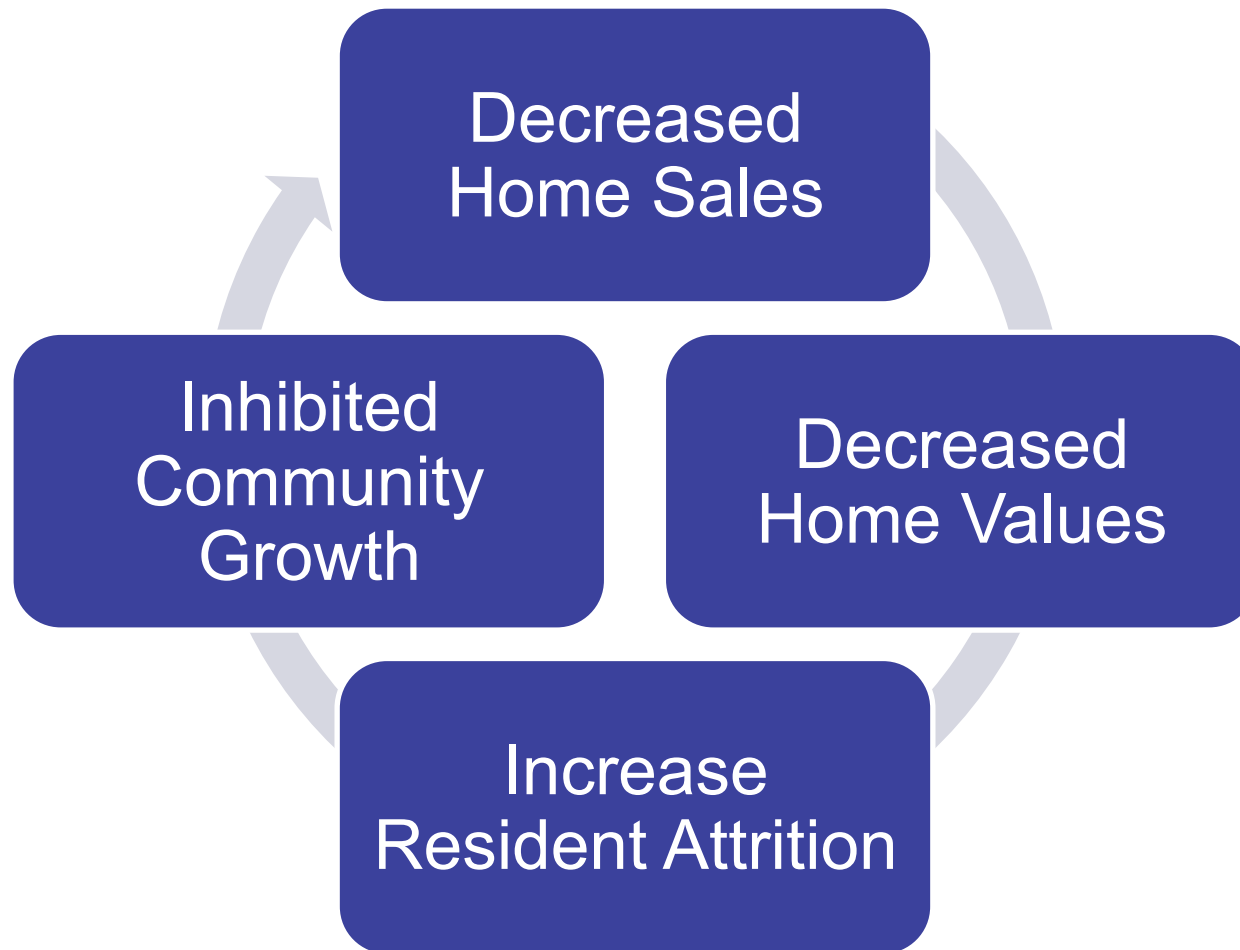 Decreased
Home Sales
Decreased
Home Values
Increase
Resident Attrition
Inhibited
Community
Growth